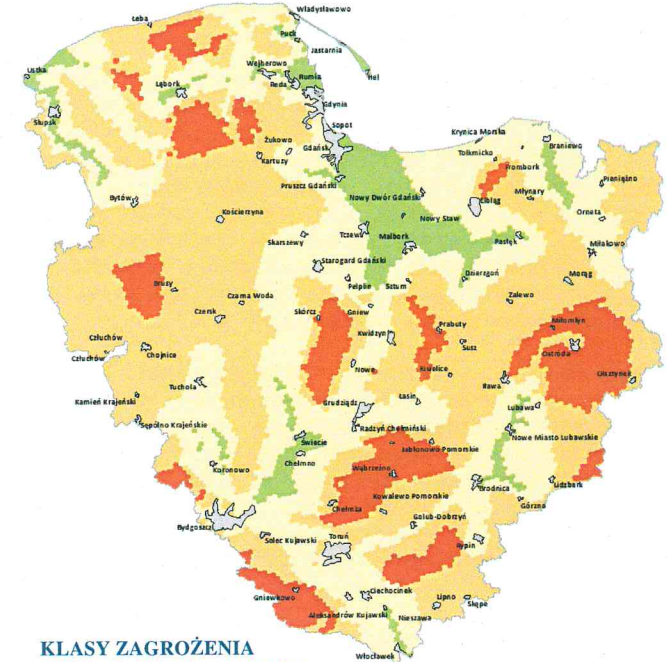 Władysławowo
Łeba
Puck
Jastarnia
Ustka
Wejherowo
Reda
Rumia
Hel
Lębork
Gdynia
Słupsk
Sopot
Krynica Morska
Braniewo
Żukowo
Gdańsk
Tolkmicko
Kartuzy
Frombork
Pieniężno
Pruszcz Gdański
Młynary
Bytów
Nowy Dwór Gdański
Elbląg
Orneta
Kościerzyna
Nowy Staw
Tczew
Skarszewy
Malbork
Pasłęk
Miłakowo
Starogard Gdański
Dzierzgoń
Morąg
Brusy
Pelplin
Sztum
Czarna Woda
Zalewo
Skórcz
Gniew
Czersk
Miłomłyn
Kwidzyn
Prabuty
Człuchów
Susz
Ostróda
Człuchów
Chojnice
Nowe
Kisielice
Olsztynek
Tuchola
Iława
Kamień Krajeński
Łasin
Lubawa
Grudziądz
Sępólno Krajeńskie
Radzyń Chełmiński
Nowe Miasto Lubawskie
Świecie
Jabłonowo Pomorskie
Chełmno
Koronowo
Wąbrzeźno
Lidzbark
Brodnica
Kowalewo Pomorskie
Górzno
Chełmża
Bydgoszcz
Golub-Dobrzyń
Solec Kujawski
Toruń
Rypin
Ciechocinek
Gniewkowo
Lipno
Skępe
Aleksandrów Kujawski
Nieszawa
KLASY ZAGROŻENIA
Włocławek